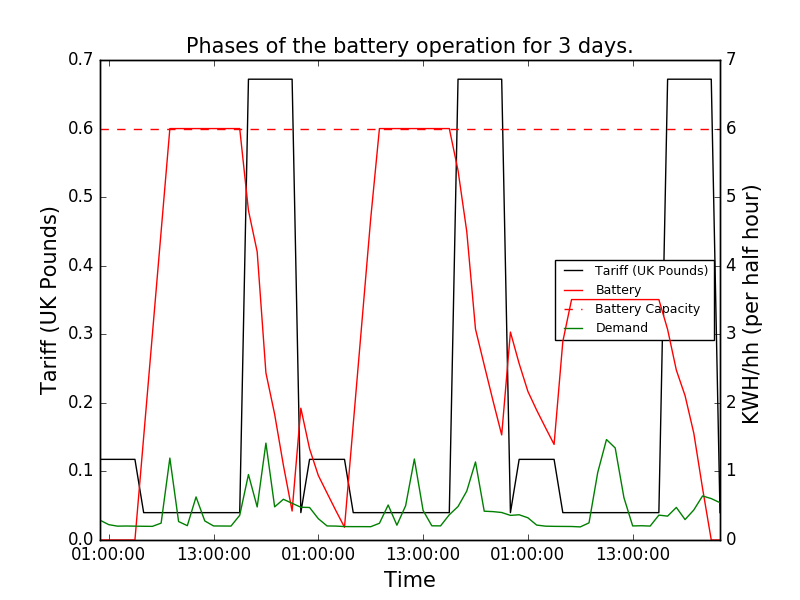 Phases of the battery operation for 3 days.
0.7
0.6
0.5
0.4
0.3
0.2
0.1
0.0
Tariff (UK Pounds)
7
6
5
4
3
2
1
0
KWH/hh (per half hour)
Tariff (UK Pounds)
Battery
Battery Capacity
Demand
01:00:00 13:00:00 01:00:00 13:00:00 01:00:00 13:00:00
Time